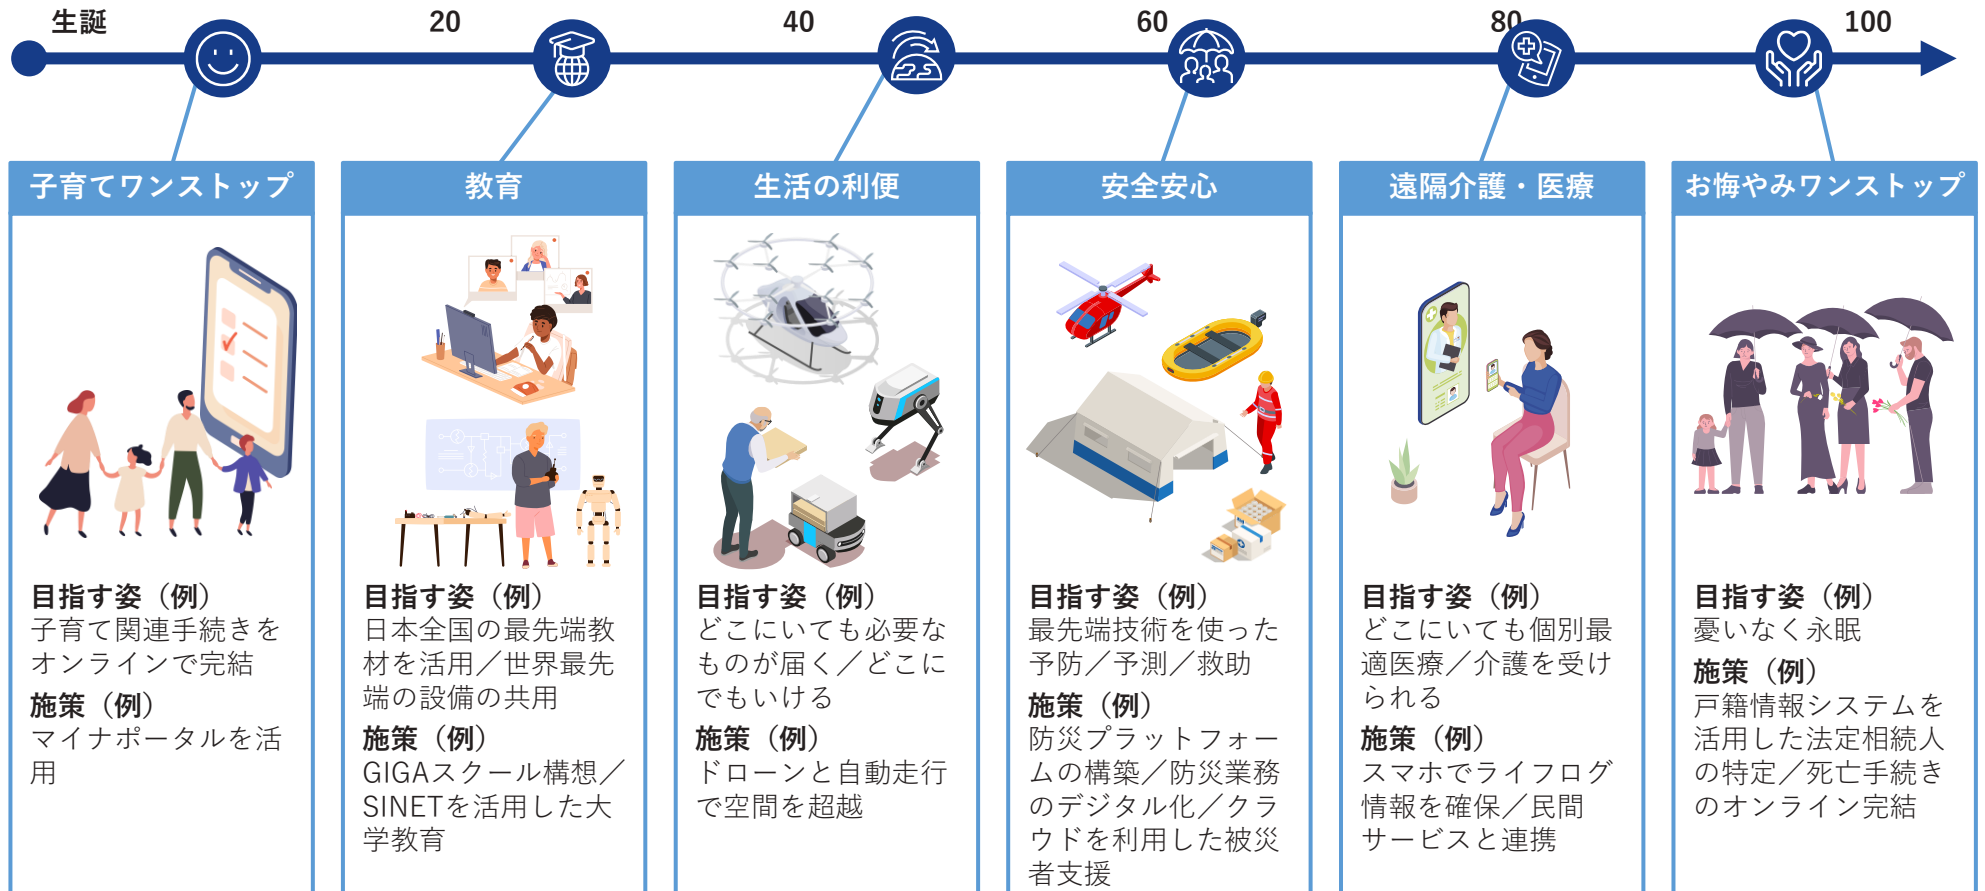 生誕
20
40
60
80
100
子育てワンストップ
目指す姿（例）
子育て関連手続きを
オンラインで完結
施策（例）
マイナポータルを活
用
教育
目指す姿（例）
日本全国の最先端教
材を活用／世界最先
端の設備の共用
施策（例）
GIGAスクール構想／
SINETを活用した大
学教育
生活の利便
目指す姿（例）
どこにいても必要な
ものが届く／どこに
でもいける
施策（例）
ドローンと自動走行
で空間を超越
安全安心
目指す姿（例）
最先端技術を使った
予防／予測／救助
施策（例）
防災プラットフォー
ムの構築／防災業務
のデジタル化／クラ
ウドを利用した被災
者支援
遠隔介護・医療
目指す姿（例）
どこにいても個別最
適医療／介護を受け
られる
施策（例）
スマホでライフログ
情報を確保／民間
サービスと連携
お悔やみワンストップ
目指す姿（例）
憂いなく永眠
施策（例）
戸籍情報システムを
活用した法定相続人
の特定／死亡手続き
のオンライン完結